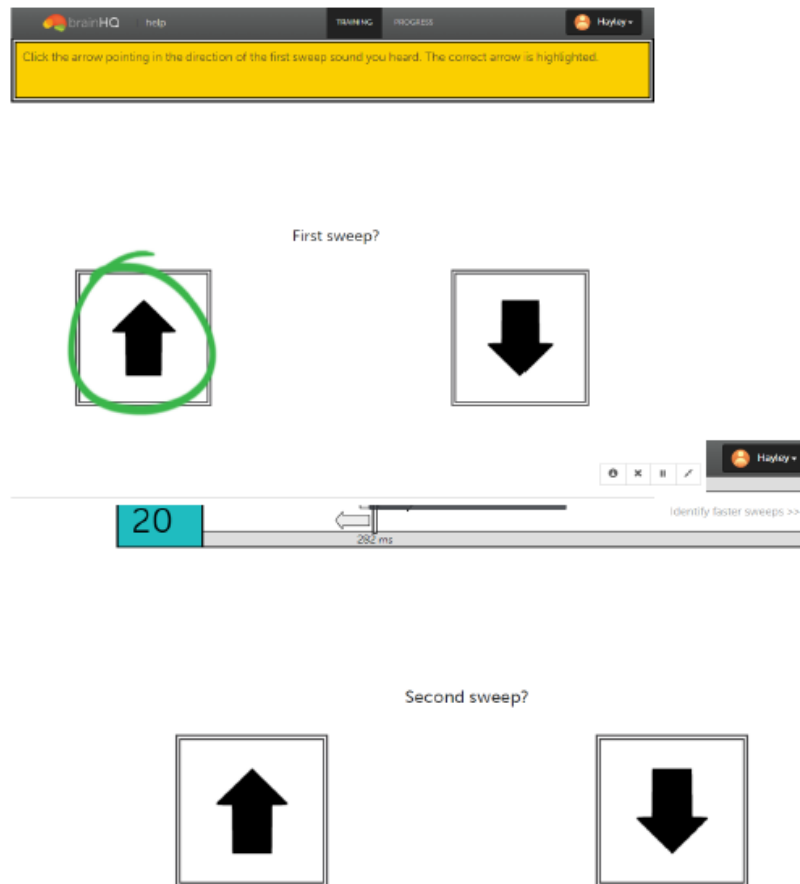 brainHQ help TRAINING PROGRESS Hayley
Click the arrow pointing in the direction of the first sweep sound you heard. The correct arrow is highlighted.
First sweep?
Hayley
20
Identify faster sweeps >>
282 ms
Second sweep?